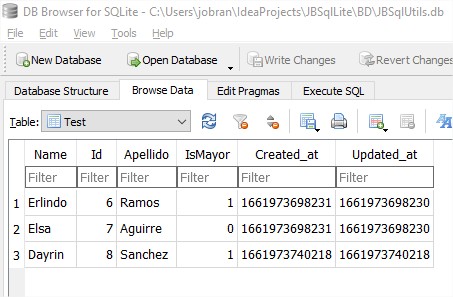 DB Browser for SQLite - C:\Users\jobran\IdeaProjects\JBSqlLite\BD\JBSqlUtils.db
File Edit View Tools Help
New Database Open Database Write Changes Revert Changes
Database Structure Browse Data Edit Pragmas Execute SQL
Table: Test
Name Id Apellido IsMayor Created_at Updated_at
Filter Filter Filter Filter Filter Filter
1 Erlindo 6 Ramos 1 1661973698231 1661973698230
2 Elsa 7 Aguirre 0 1661973698231 1661973698230
3 Dayrin 8 Sanchez 1 1661973740218 1661973740218